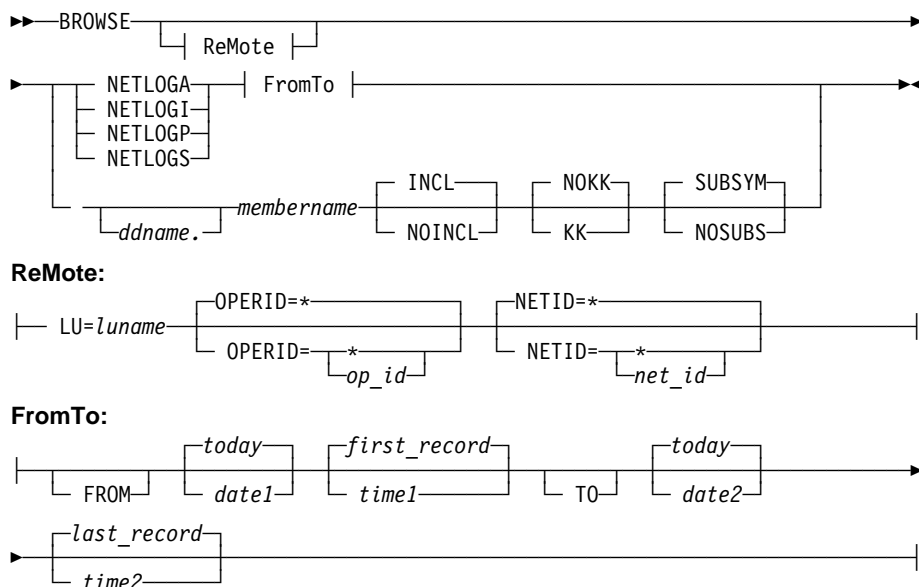 BROWSE
ReMote
NETLOGA FromTo
NETLOGI
NETLOGP
NETLOGS
INCL NOKK SUBSYM
membername
ddname. NOINCL KK NOSUBS
ReMote:
OPERID=* NETID=*
LU=luname
OPERID= * NETID= *
op_id net_id
FromTo:
today first_record today
FROM date1 time1 TO date2
last_record
time2